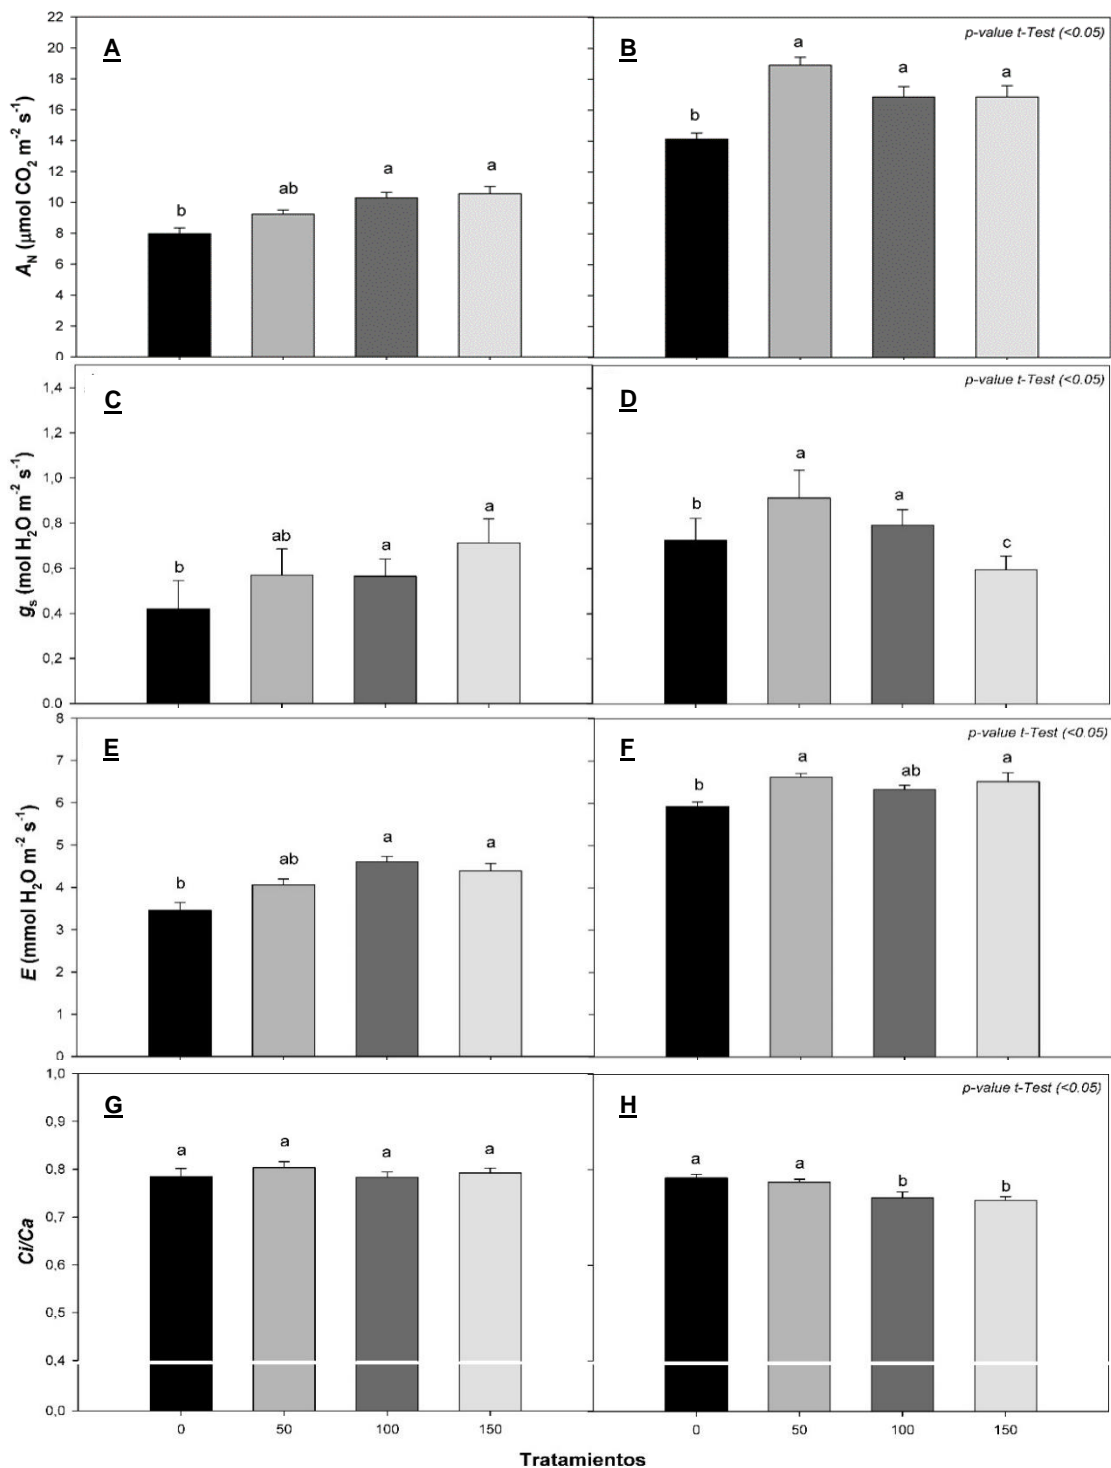 A
B
p-value t-Test (<0.05)
22
20
18
16
14
12
10
8
6
4
2
0
A_N (μmol CO₂ m⁻² s⁻¹)
b
ab
a
a
b
a
a
a
C
D
p-value t-Test (<0.05)
1,4
1,2
1,0
0,8
0,6
0,4
0,2
0.0
g_s (mol H₂O m⁻² s⁻¹)
b
ab
a
a
b
a
a
c
E
F
p-value t-Test (<0.05)
8
7
6
5
4
3
2
1
0
E (mmol H₂O m⁻² s⁻¹)
b
ab
a
a
b
a
ab
a
G
H
p-value t-Test (<0.05)
1,0
0,9
0,8
0,7
0,6
0,5
0,4
0,0
Ci/Ca
a
a
a
a
a
a
b
b
0 50 100 150
0 50 100 150
Tratamientos